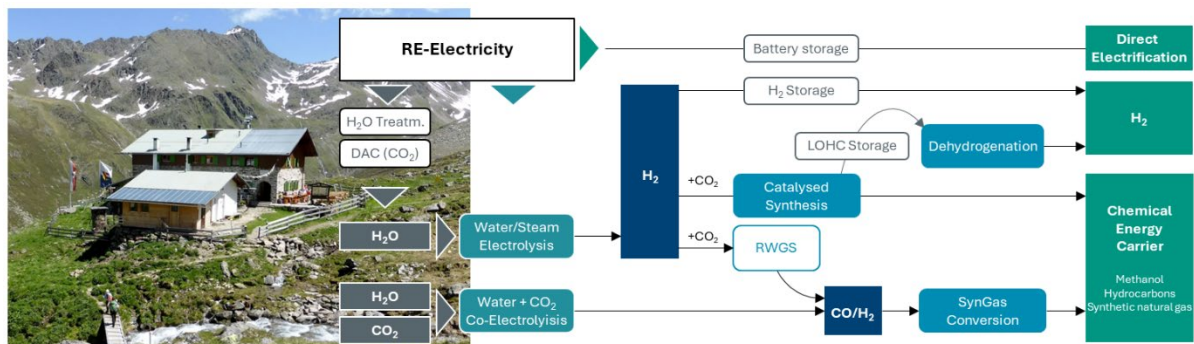 RE-Electricity
Battery storage
Direct
Electrification
H₂O Treatm.
DAC (CO₂)
H₂
H₂ Storage
H₂
LOHC Storage
Dehydrogenation
+CO₂
Catalysed
Synthesis
+CO₂
RWGS
Chemical
Energy
Carrier
Methanol
Hydrocarbons
Synthetic natural gas
H₂O
Water/Steam
Electrolysis
H₂O
CO₂
Water + CO₂
Co-Electrolyisis
CO/H₂
SynGas
Conversion